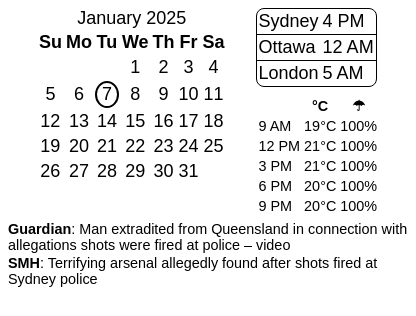 January 2025
Su Mo Tu We Th Fr Sa
1 2 3 4
5 6 7 8 9 10 11
12 13 14 15 16 17 18
19 20 21 22 23 24 25
26 27 28 29 30 31
Sydney 4 PM
Ottawa 12 AM
London 5 AM
°C ☂
9 AM 19°C 100%
12 PM 21°C 100%
3 PM 21°C 100%
6 PM 20°C 100%
9 PM 20°C 100%
Guardian: Man extradited from Queensland in connection with
allegations shots were fired at police – video
SMH: Terrifying arsenal allegedly found after shots fired at
Sydney police